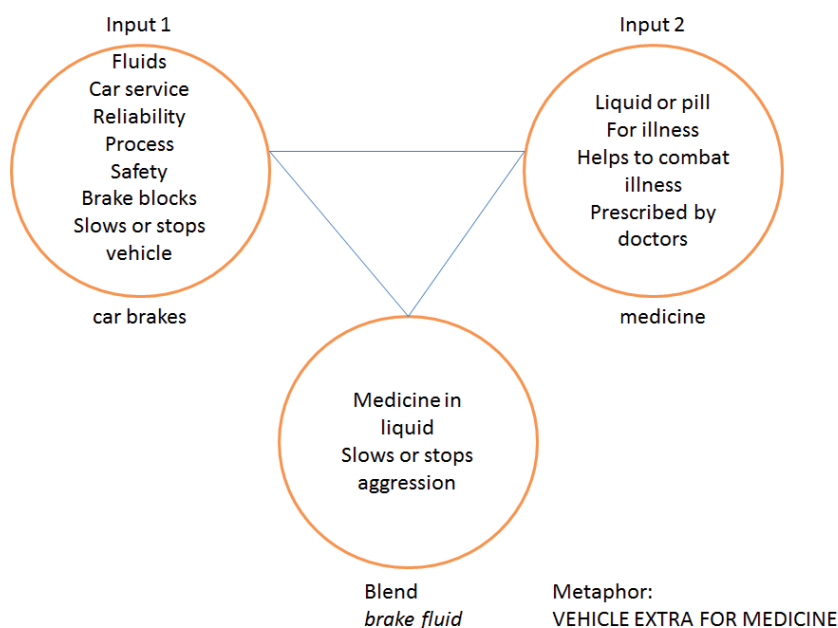 Input 1
Fluids
Car service
Reliability
Process
Safety
Brake blocks
Slows or stops
vehicle
car brakes
Input 2
Liquid or pill
For illness
Helps to combat
illness
Prescribed by
doctors
medicine
Medicine in
liquid
Slows or stops
aggression
Blend
brake fluid
Metaphor:
VEHICLE EXTRA FOR MEDICINE